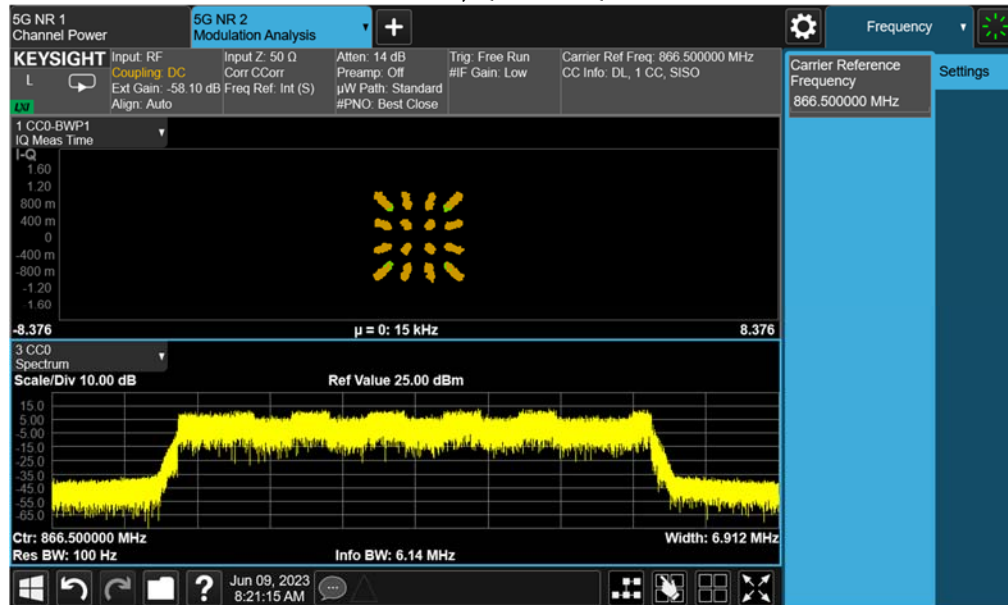 5G NR 1
Channel Power
5G NR 2
Modulation Analysis
Frequency
KEYSIGHT
L
LXI
Input: RF
Coupling: DC
Ext Gain: -58.10 dB
Align: Auto
Input Z: 50 Ω
Corr CCorr
Freq Ref: Int (S)
Atten: 14 dB
Preamp: Off
µW Path: Standard
#PNO: Best Close
Trig: Free Run
#IF Gain: Low
Carrier Ref Freq: 866.500000 MHz
CC Info: DL, 1 CC, SISO
Carrier Reference
Frequency
866.500000 MHz
Settings
1 CC0-BWP1
IQ Meas Time
I-Q
1.60
1.20
800 m
400 m
0
-400 m
-800 m
-1.20
-1.60
-8.376 µ = 0: 15 kHz 8.376
3 CC0
Spectrum
Scale/Div 10.00 dB Ref Value 25.00 dBm
15.0
5.00
-5.00
-15.0
-25.0
-35.0
-45.0
-55.0
-65.0
Ctr: 866.500000 MHz Width: 6.912 MHz
Res BW: 100 Hz Info BW: 6.14 MHz
?
Jun 09, 2023
8:21:15 AM